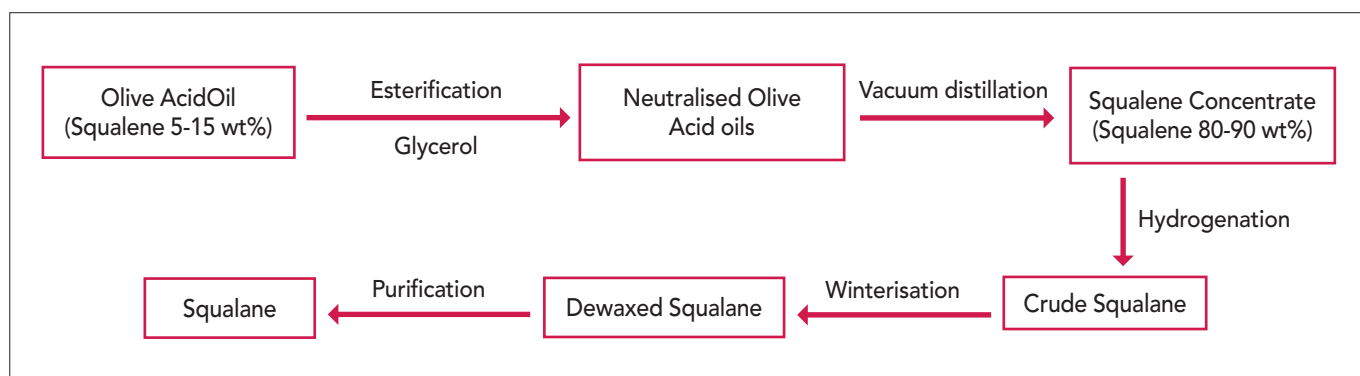 Olive AcidOil
(Squalene 5-15 wt%)
Esterification
Glycerol
Neutralised Olive
Acid oils
Vacuum distillation
Squalene Concentrate
(Squalene 80-90 wt%)
Hydrogenation
Crude Squalane
Winterisation
Dewaxed Squalane
Purification
Squalane